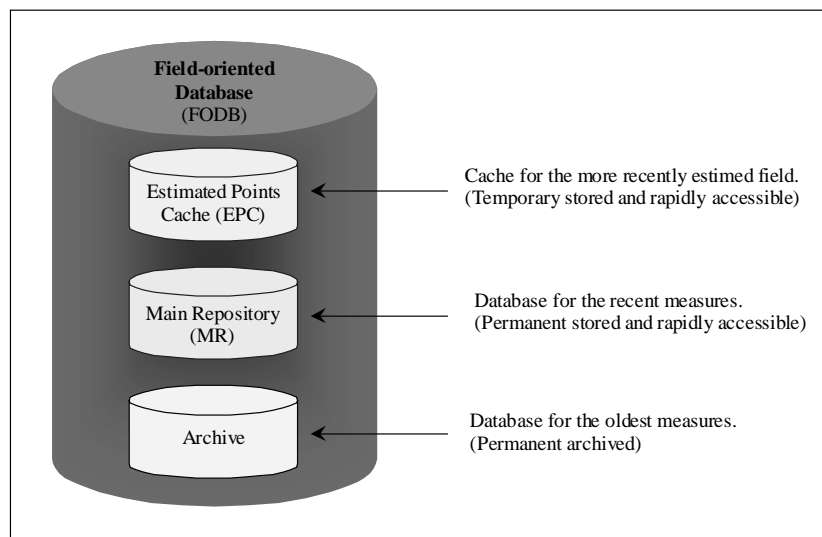 Field-oriented
Database
(FODB)
Estimated Points
Cache (EPC)
Cache for the more recently estimed field.
(Temporary stored and rapidly accessible)
Main Repository
(MR)
Database for the recent measures.
(Permanent stored and rapidly accessible)
Archive
Database for the oldest measures.
(Permanent archived)